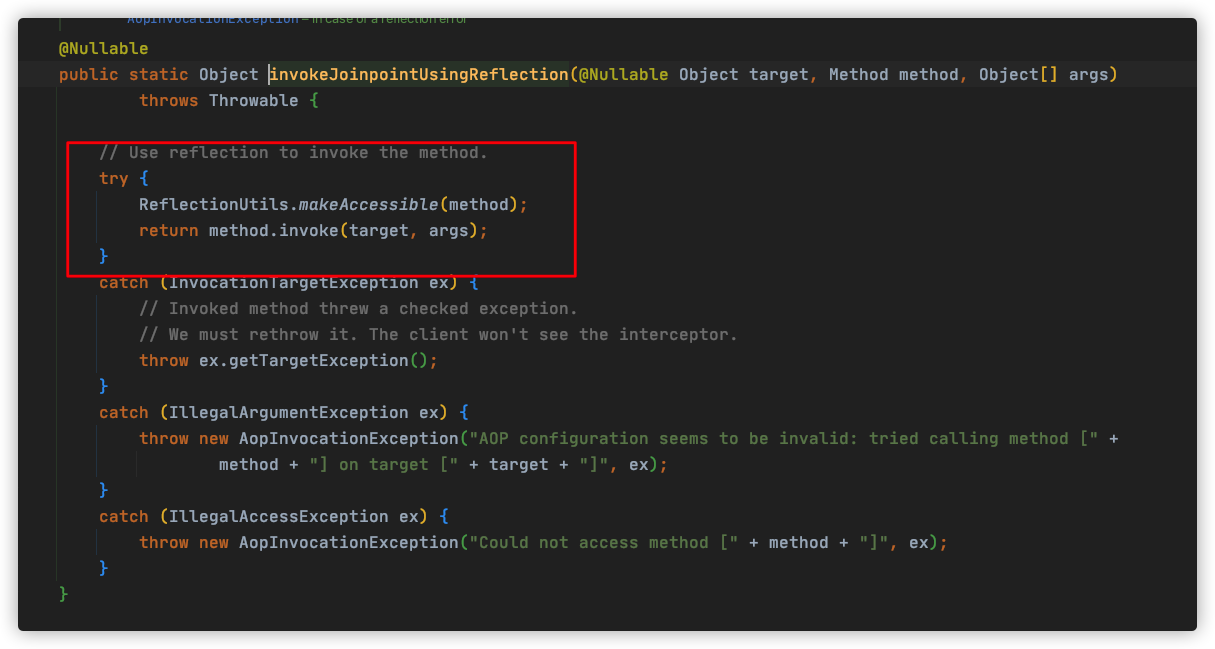 AopInvocationException – in case of a reflection error
@Nullable
public static Object invokeJoinpointUsingReflection(@Nullable Object target, Method method, Object[] args)
throws Throwable {
// Use reflection to invoke the method.
try {
ReflectionUtils.makeAccessible(method);
return method.invoke(target, args);
}
catch (InvocationTargetException ex) {
// Invoked method threw a checked exception.
// We must rethrow it. The client won't see the interceptor.
throw ex.getTargetException();
}
catch (IllegalArgumentException ex) {
throw new AopInvocationException("AOP configuration seems to be invalid: tried calling method [" +
method + "] on target [" + target + "]", ex);
}
catch (IllegalAccessException ex) {
throw new AopInvocationException("Could not access method [" + method + "]", ex);
}
}